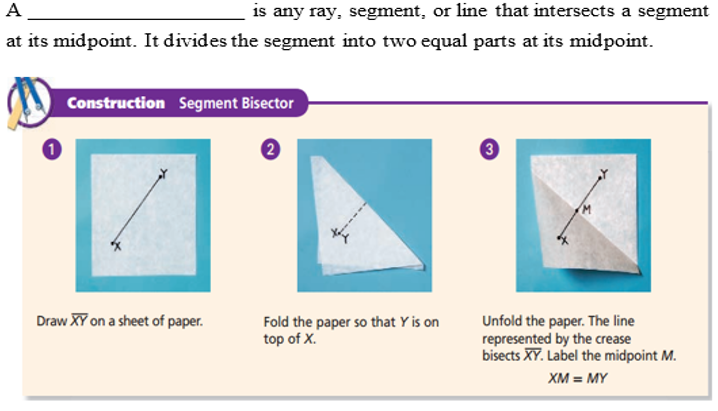 A ______________________ is any ray, segment, or line that intersects a segment
at its midpoint. It divides the segment into two equal parts at its midpoint.
Construction Segment Bisector
1
2
3
Y
X
X
Y
Y
M
X
Draw XY on a sheet of paper.
Fold the paper so that Y is on
top of X.
Unfold the paper. The line
represented by the crease
bisects XY. Label the midpoint M.
XM = MY